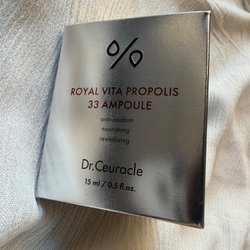 ROYAL VITA PROPOLIS
33 AMPOULE
anti-oxidant
nourishing
revitalizing
Dr.Ceuracle
15 ml / 0.5 fl.oz.